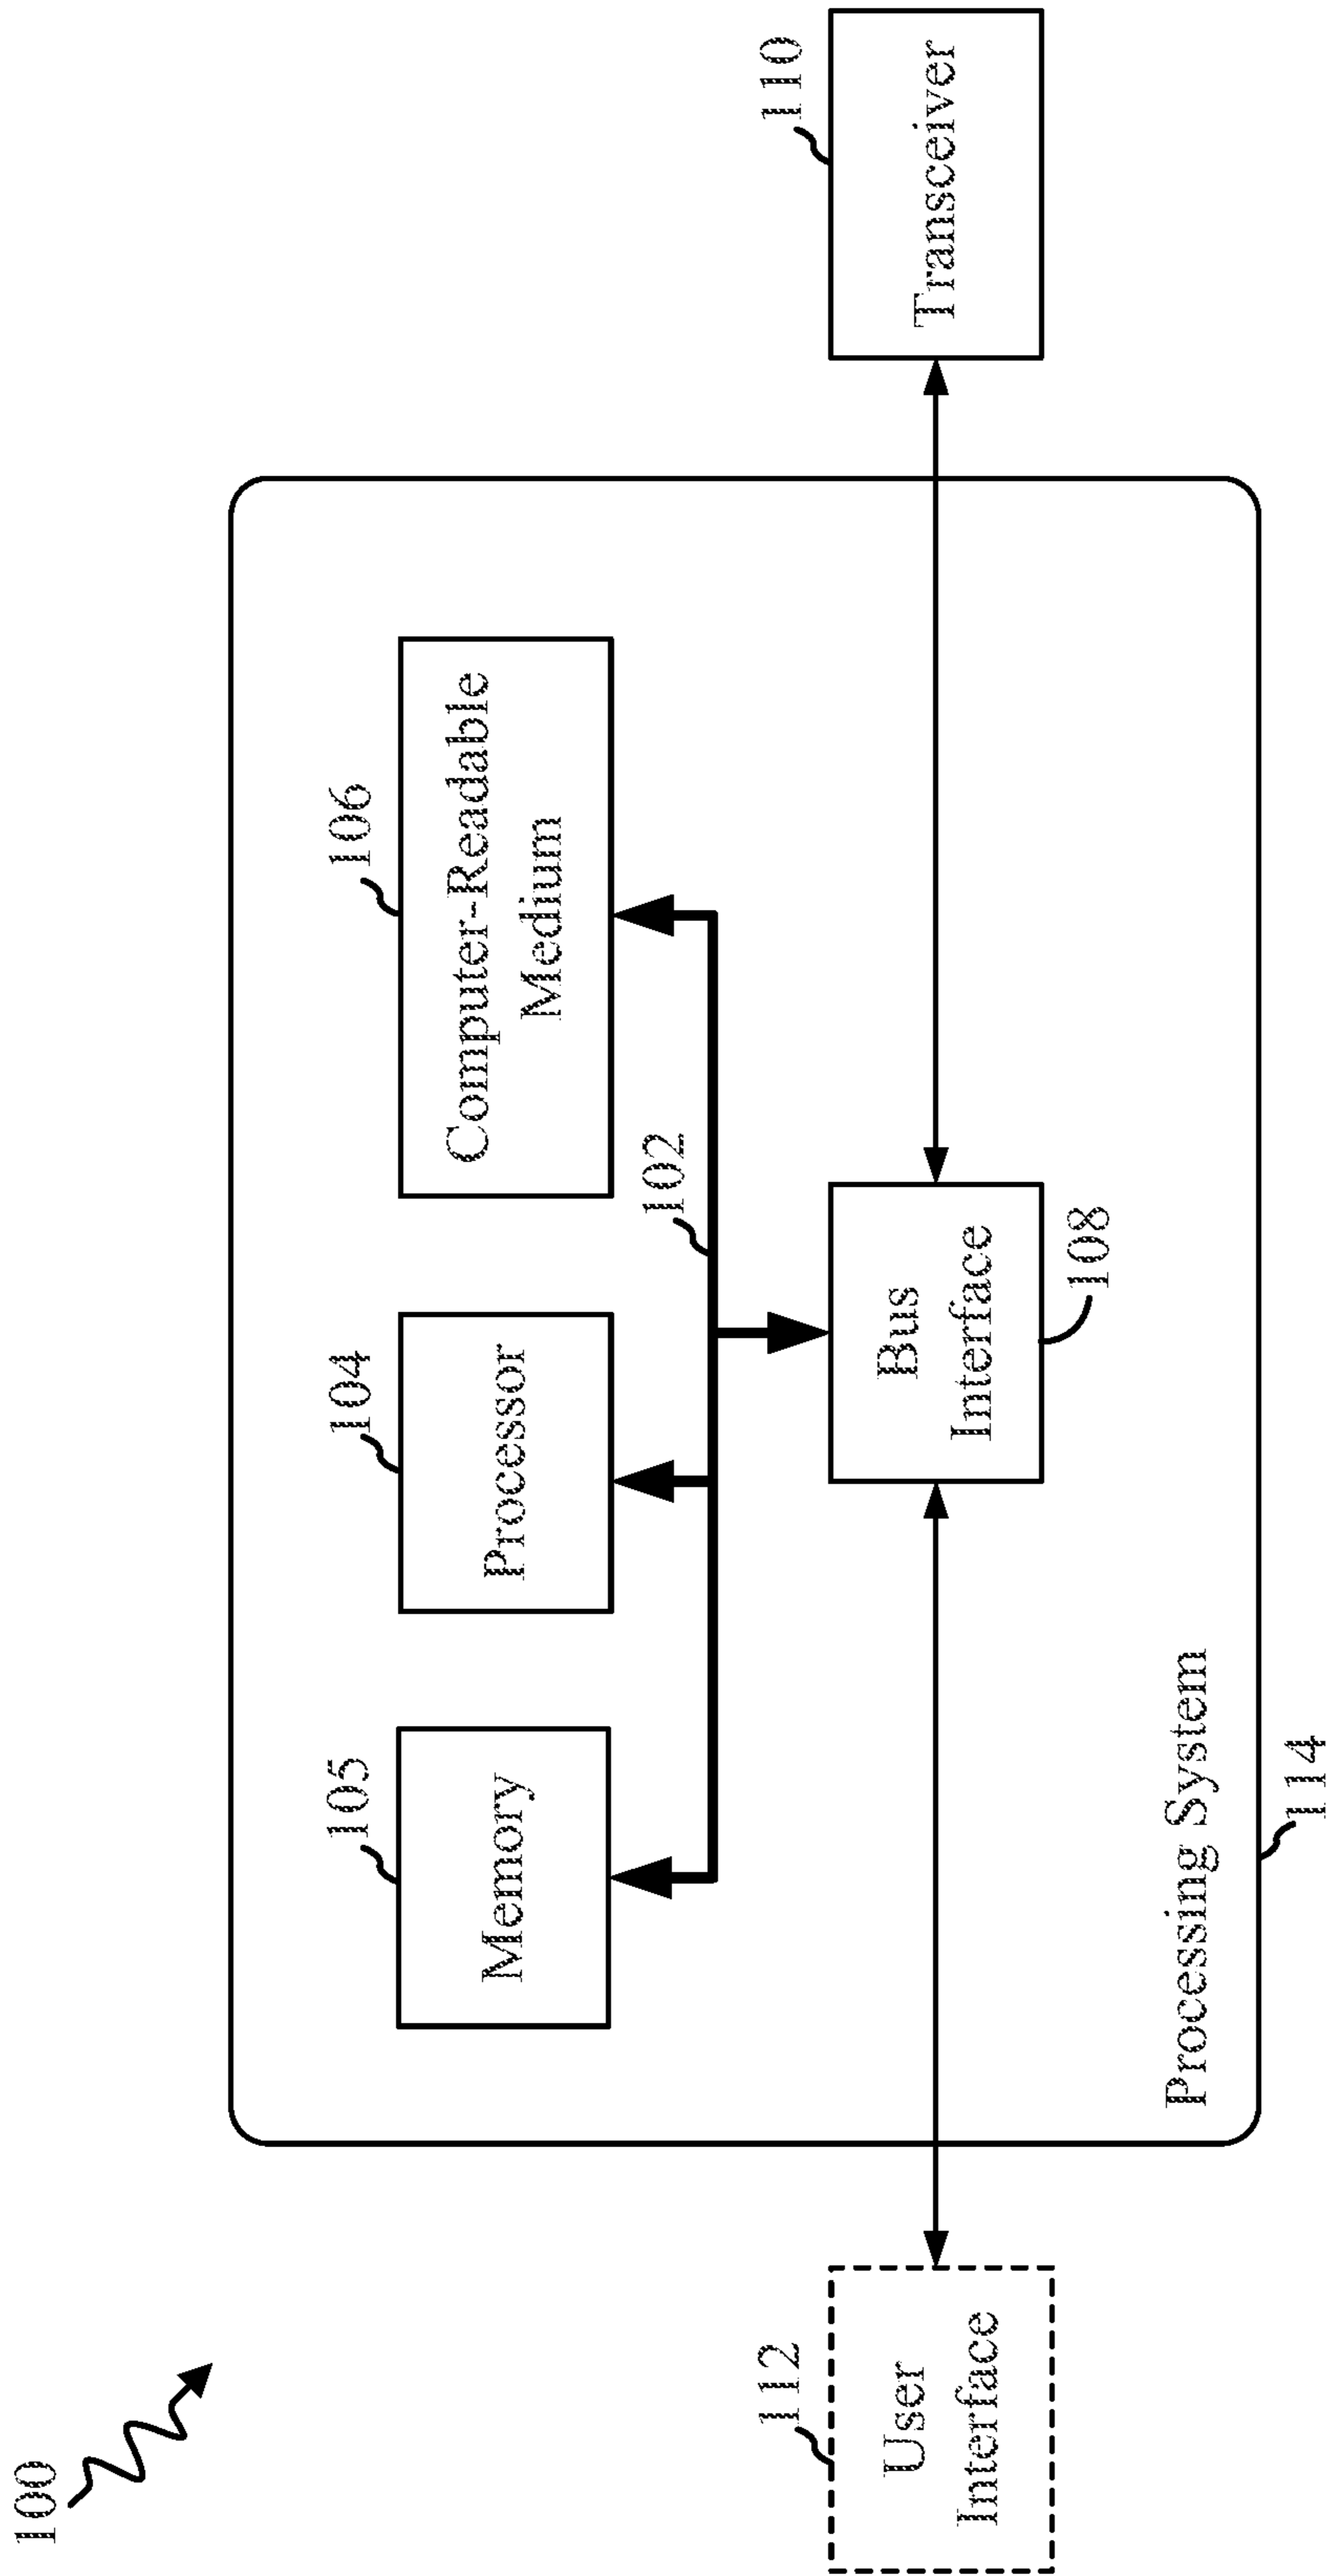 100
105
104
106
Memory
Processor
Computer-Readable
Medium
102
112
110
User
Interface
Bus
Interface
Transceiver
108
Processing System
114